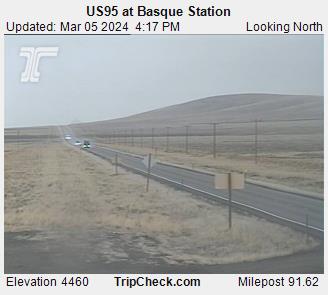 US95 at Basque Station
Updated: Mar 05 2024 4:17 PM Looking North
Elevation 4460 TripCheck.com Milepost 91.62